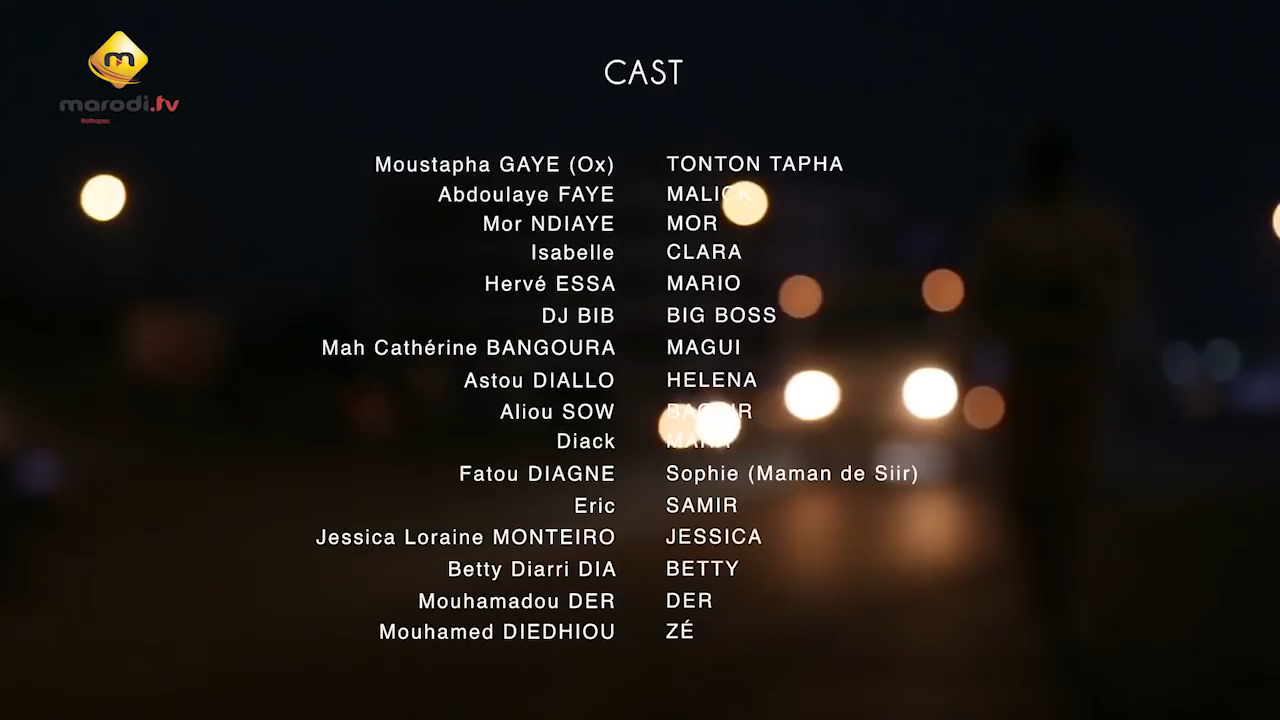 marodi.tv
CAST
Moustapha GAYE (Ox) TONTON TAPHA
Abdoulaye FAYE MALICK
Mor NDIAYE MOR
Isabelle CLARA
Hervé ESSA MARIO
DJ BIB BIG BOSS
Mah Cathérine BANGOURA MAGUI
Astou DIALLO HELENA
Aliou SOW
Diack
Fatou DIAGNE Sophie (Maman de Siir)
Eric SAMIR
Jessica Loraine MONTEIRO JESSICA
Betty Diarri DIA BETTY
Mouhamadou DER DER
Mouhamed DIEDHIOU ZÉ